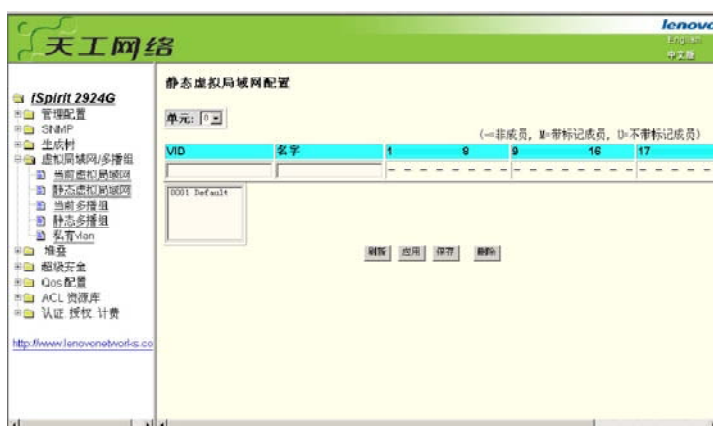 lenovo
天工网络
English
中文版
iSpirit 2924G
管理配置
SNMP
生成树
虚拟局域网/多播组
当前虚拟局域网
静态虚拟局域网
当前多播组
静态多播组
私有vlan
堆叠
超级安全
Qos配置
ACL 资源库
认证.授权.计费
http://www.lenovonetworks.co
静态虚拟局域网配置
单元: 0
(-=非成员, M=带标记成员, U=不带标记成员)
VID 名字 1 8 9 16 17
- - - - - - - - - - - - - - - - - - - -
0001 Default
刷新 应用 保存 删除